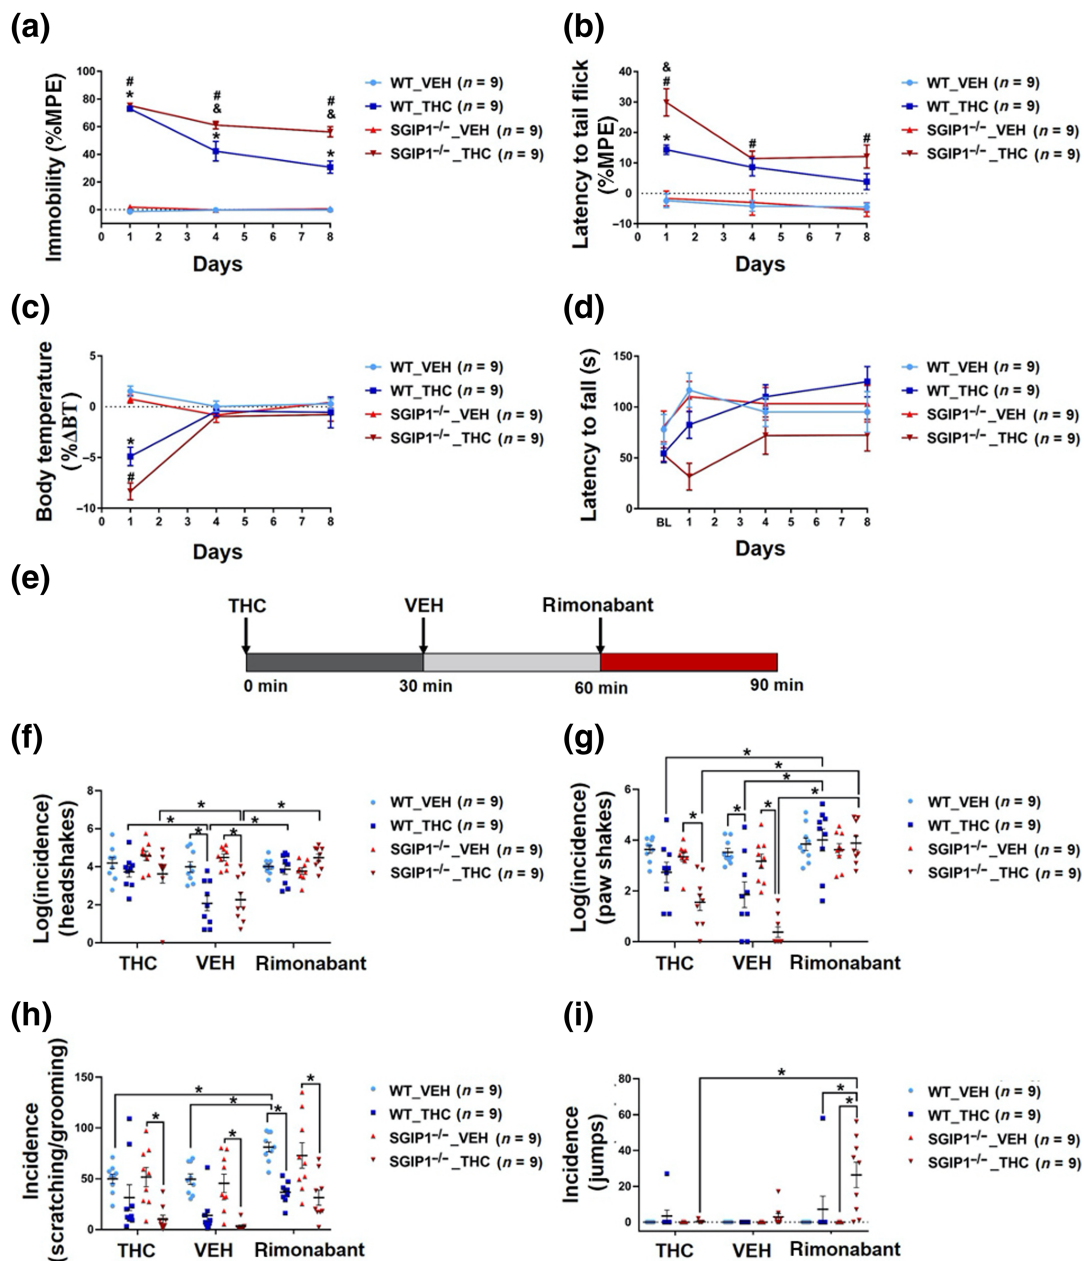 (a)
Immobility (%MPE)
100
80
60
40
20
0
#
*
#
&
*
#
&
*
0 1 2 3 4 5 6 7 8
Days
WT_VEH (n = 9)
WT_THC (n = 9)
SGIP1−/−_VEH (n = 9)
SGIP1−/−_THC (n = 9)
(b)
Latency to tail flick
(%MPE)
40
30
20
10
0
−10
&
#
*
#
#
0 1 2 3 4 5 6 7 8
Days
WT_VEH (n = 9)
WT_THC (n = 9)
SGIP1−/−_VEH (n = 9)
SGIP1−/−_THC (n = 9)
(c)
Body temperature
(%ΔBT)
5
0
−5
−10
*
#
0 1 2 3 4 5 6 7 8
Days
WT_VEH (n = 9)
WT_THC (n = 9)
SGIP1−/−_VEH (n = 9)
SGIP1−/−_THC (n = 9)
(d)
Latency to fall (s)
150
100
50
0
BL 1 2 3 4 5 6 7 8
Days
WT_VEH (n = 9)
WT_THC (n = 9)
SGIP1−/−_VEH (n = 9)
SGIP1−/−_THC (n = 9)
(e)
THC VEH Rimonabant
0 min 30 min 60 min 90 min
(f)
Log(incidence)
(headshakes)
8
6
4
2
0
* *
* *
* *
THC VEH Rimonabant
WT_VEH (n = 9)
WT_THC (n = 9)
SGIP1−/−_VEH (n = 9)
SGIP1−/−_THC (n = 9)
(g)
Log(incidence)
(paw shakes)
6
4
2
0
*
*
*
*
* * *
THC VEH Rimonabant
WT_VEH (n = 9)
WT_THC (n = 9)
SGIP1−/−_VEH (n = 9)
SGIP1−/−_THC (n = 9)
(h)
Incidence
(scratching/grooming)
150
100
50
0
*
*
*
*
*
*
THC VEH Rimonabant
WT_VEH (n = 9)
WT_THC (n = 9)
SGIP1−/−_VEH (n = 9)
SGIP1−/−_THC (n = 9)
(i)
Incidence
(jumps)
80
60
40
20
0
*
*
*
THC VEH Rimonabant
WT_VEH (n = 9)
WT_THC (n = 9)
SGIP1−/−_VEH (n = 9)
SGIP1−/−_THC (n = 9)